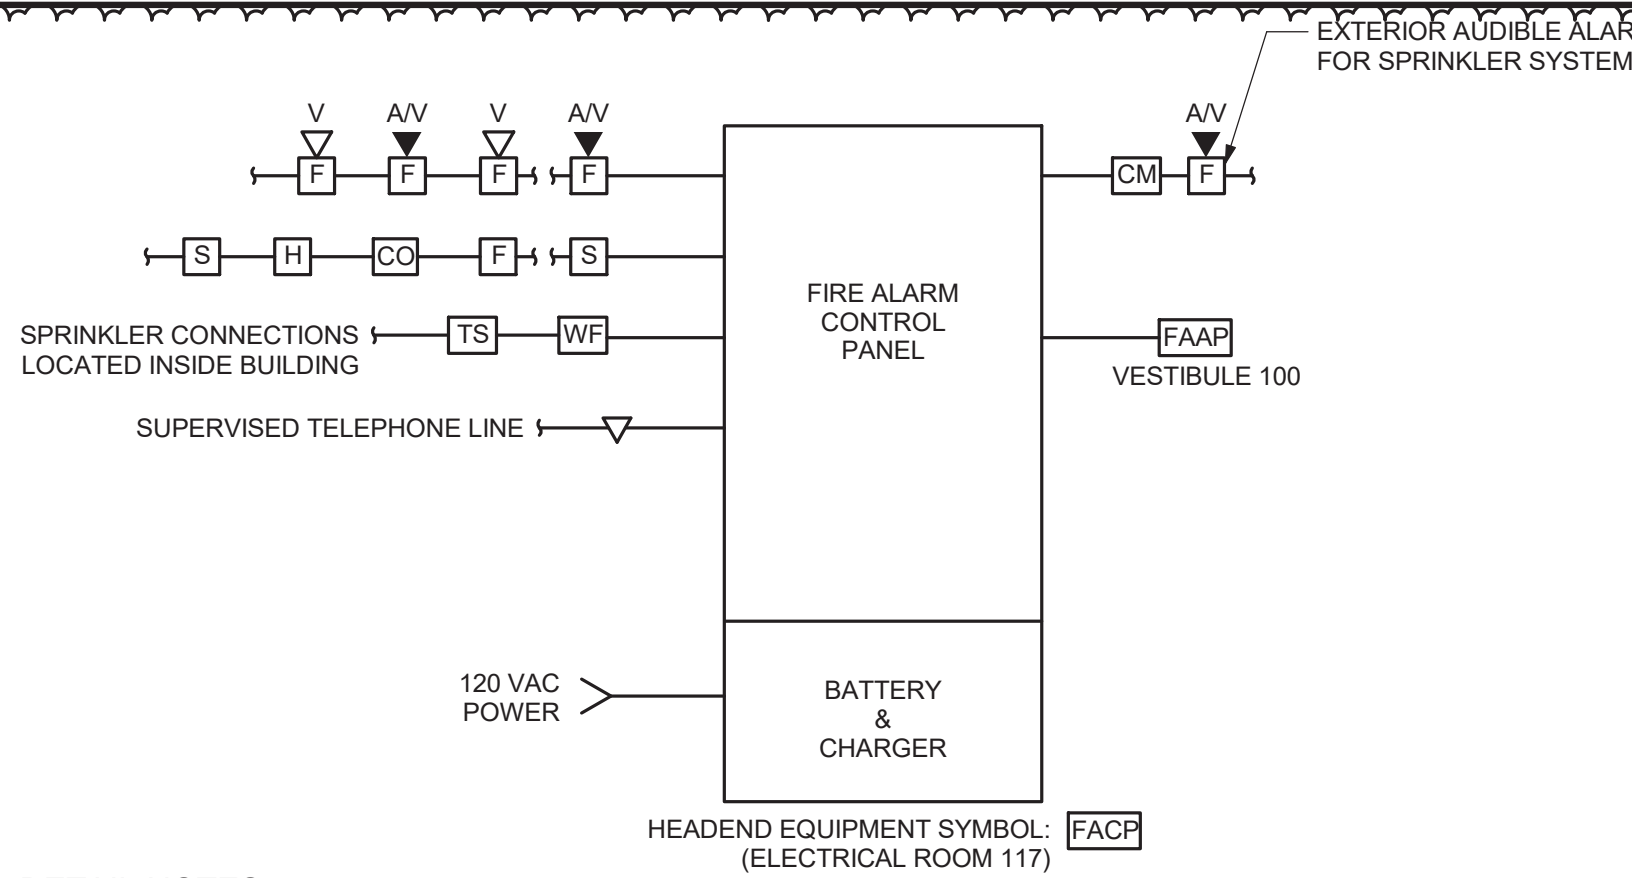 EXTERIOR AUDIBLE ALAR
FOR SPRINKLER SYSTEM
V A/V V A/V
A/V
F F F F
CM F
S H CO F S
FIRE ALARM
CONTROL
PANEL
SPRINKLER CONNECTIONS
LOCATED INSIDE BUILDING
TS WF
FAAP
VESTIBULE 100
SUPERVISED TELEPHONE LINE
120 VAC
POWER
BATTERY
&
CHARGER
HEADEND EQUIPMENT SYMBOL:
(ELECTRICAL ROOM 117)
FACP